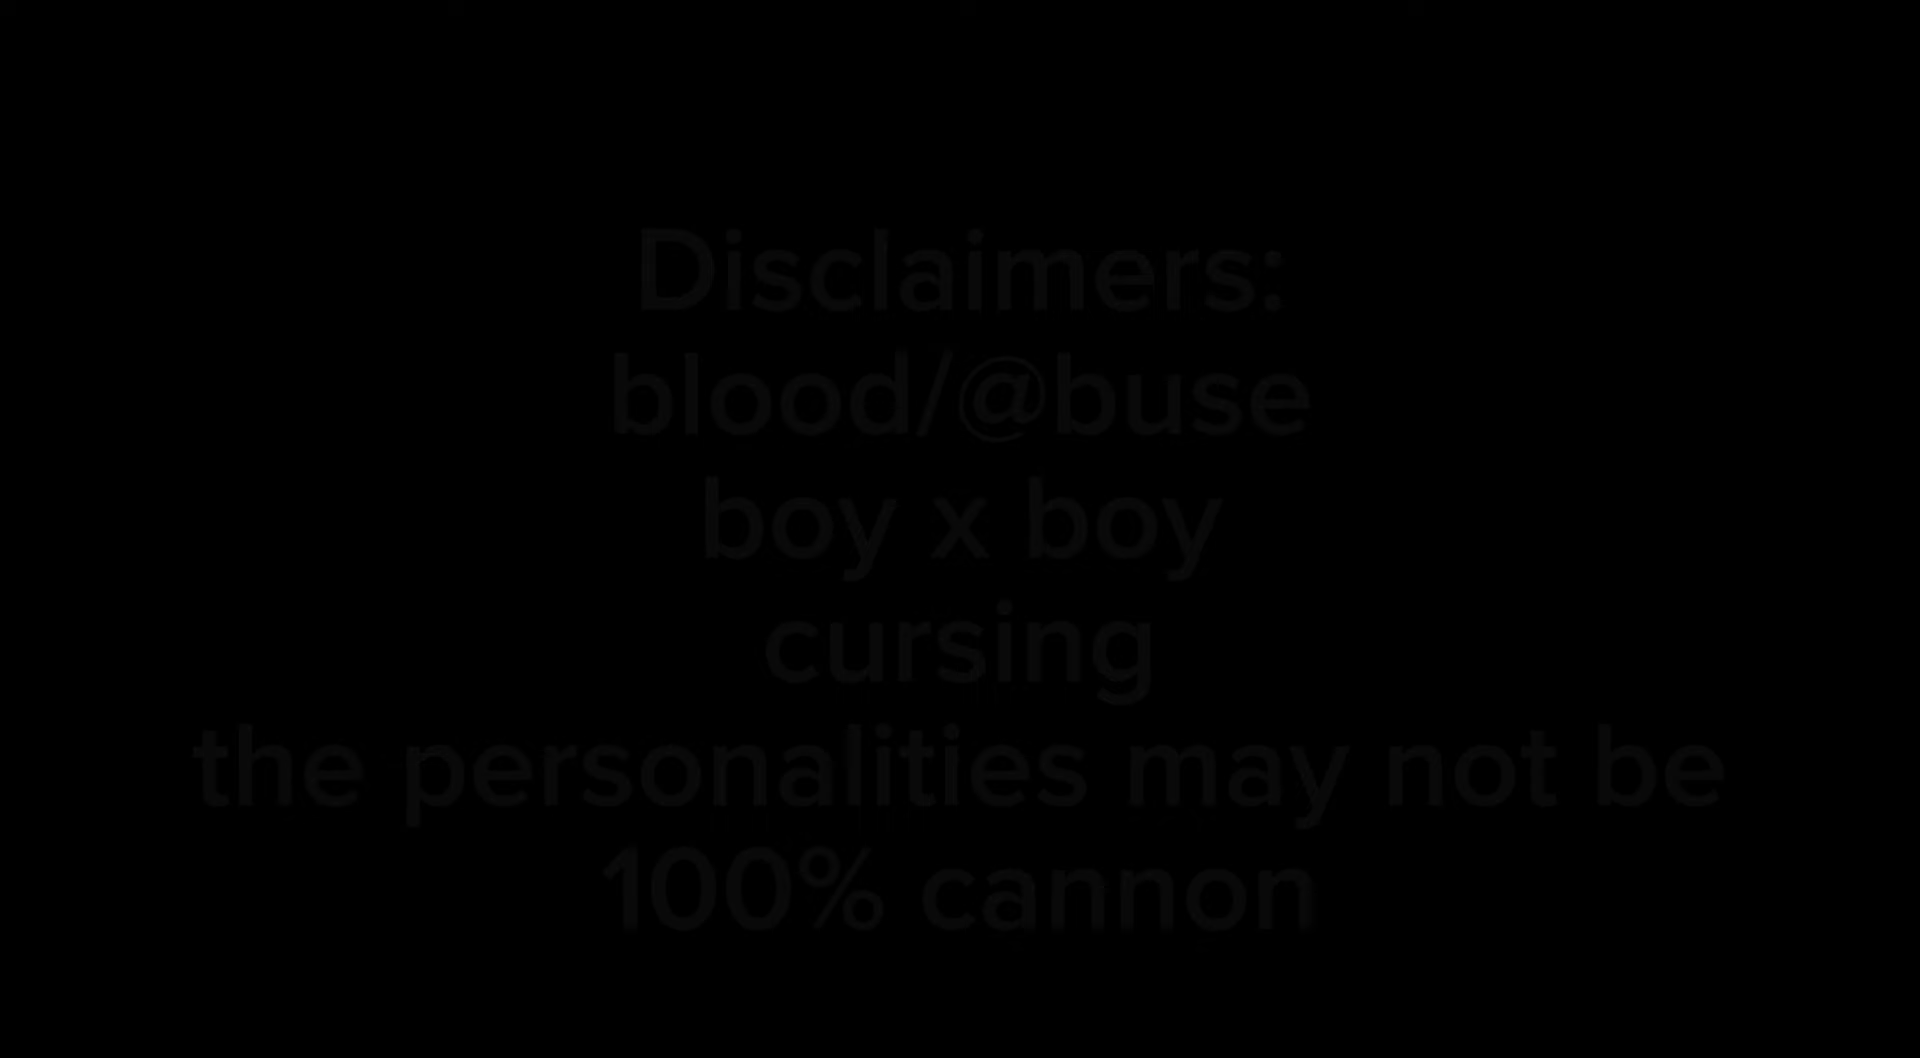 Disclaimers:
blood/@buse
boy x boy
cursing
the personalities may not be
100% cannon